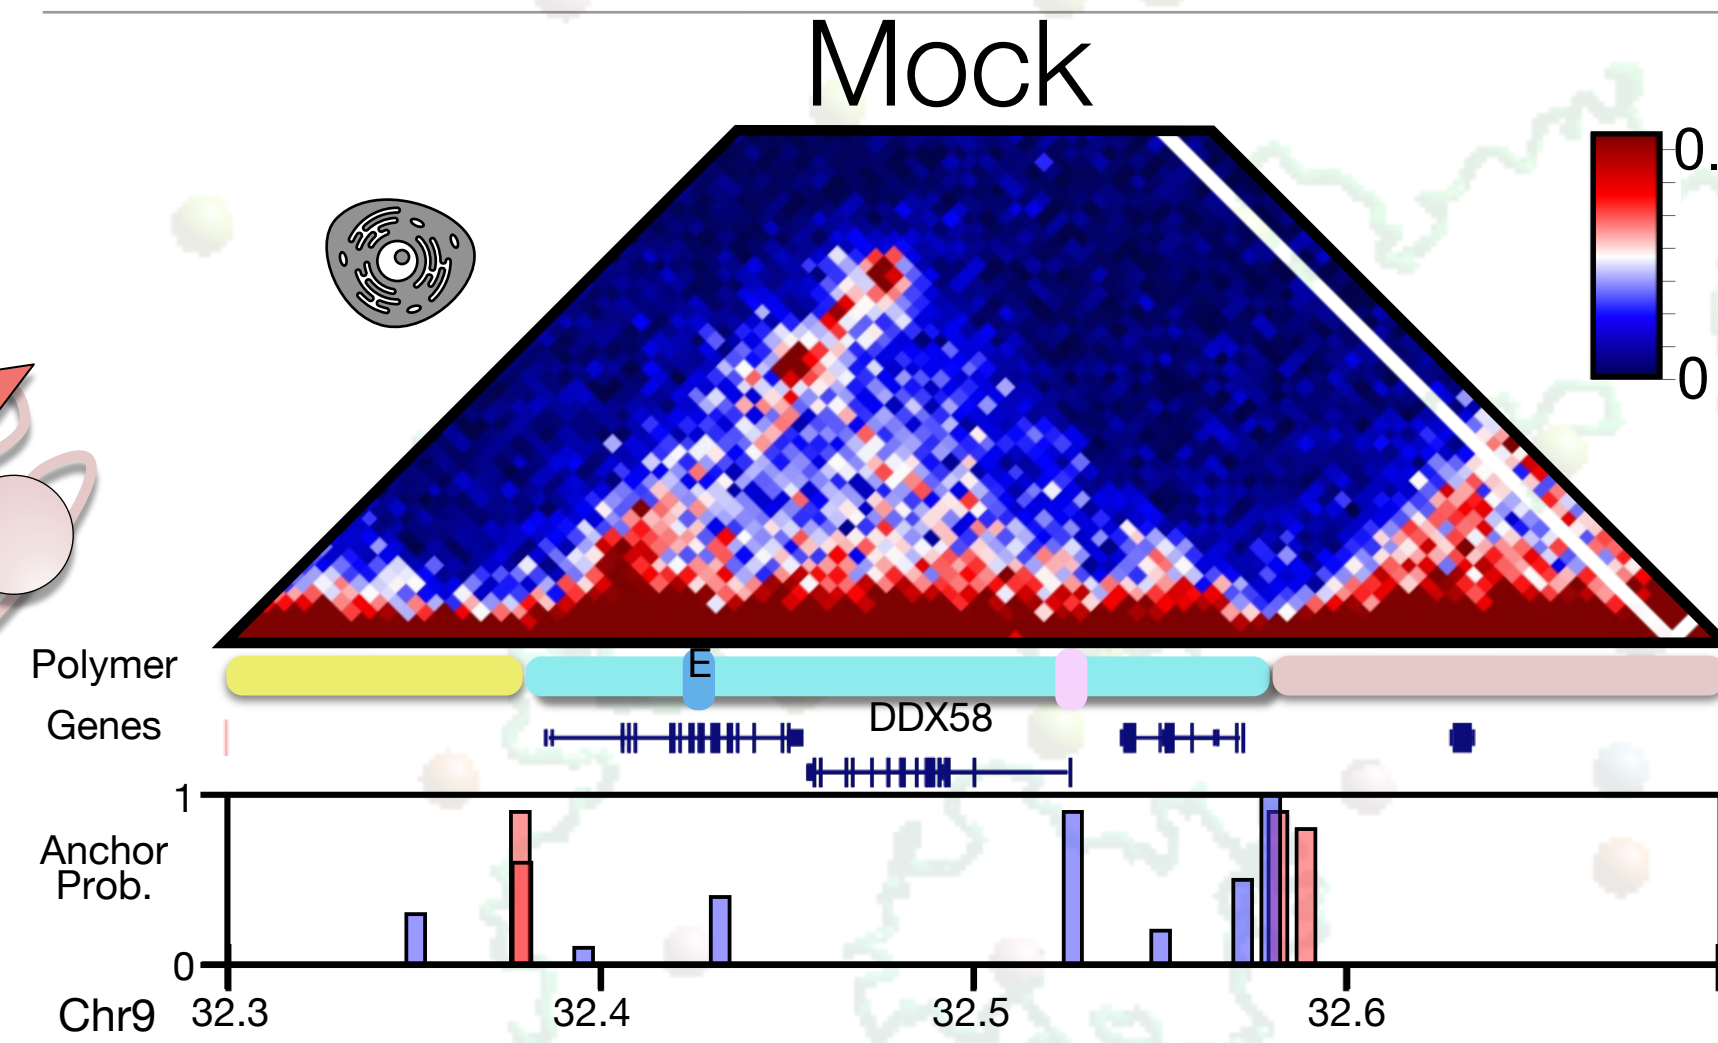 Mock
0.
0
Polymer
E
Genes
DDX58
1
Anchor
Prob.
0
Chr9
32.3
32.4
32.5
32.6